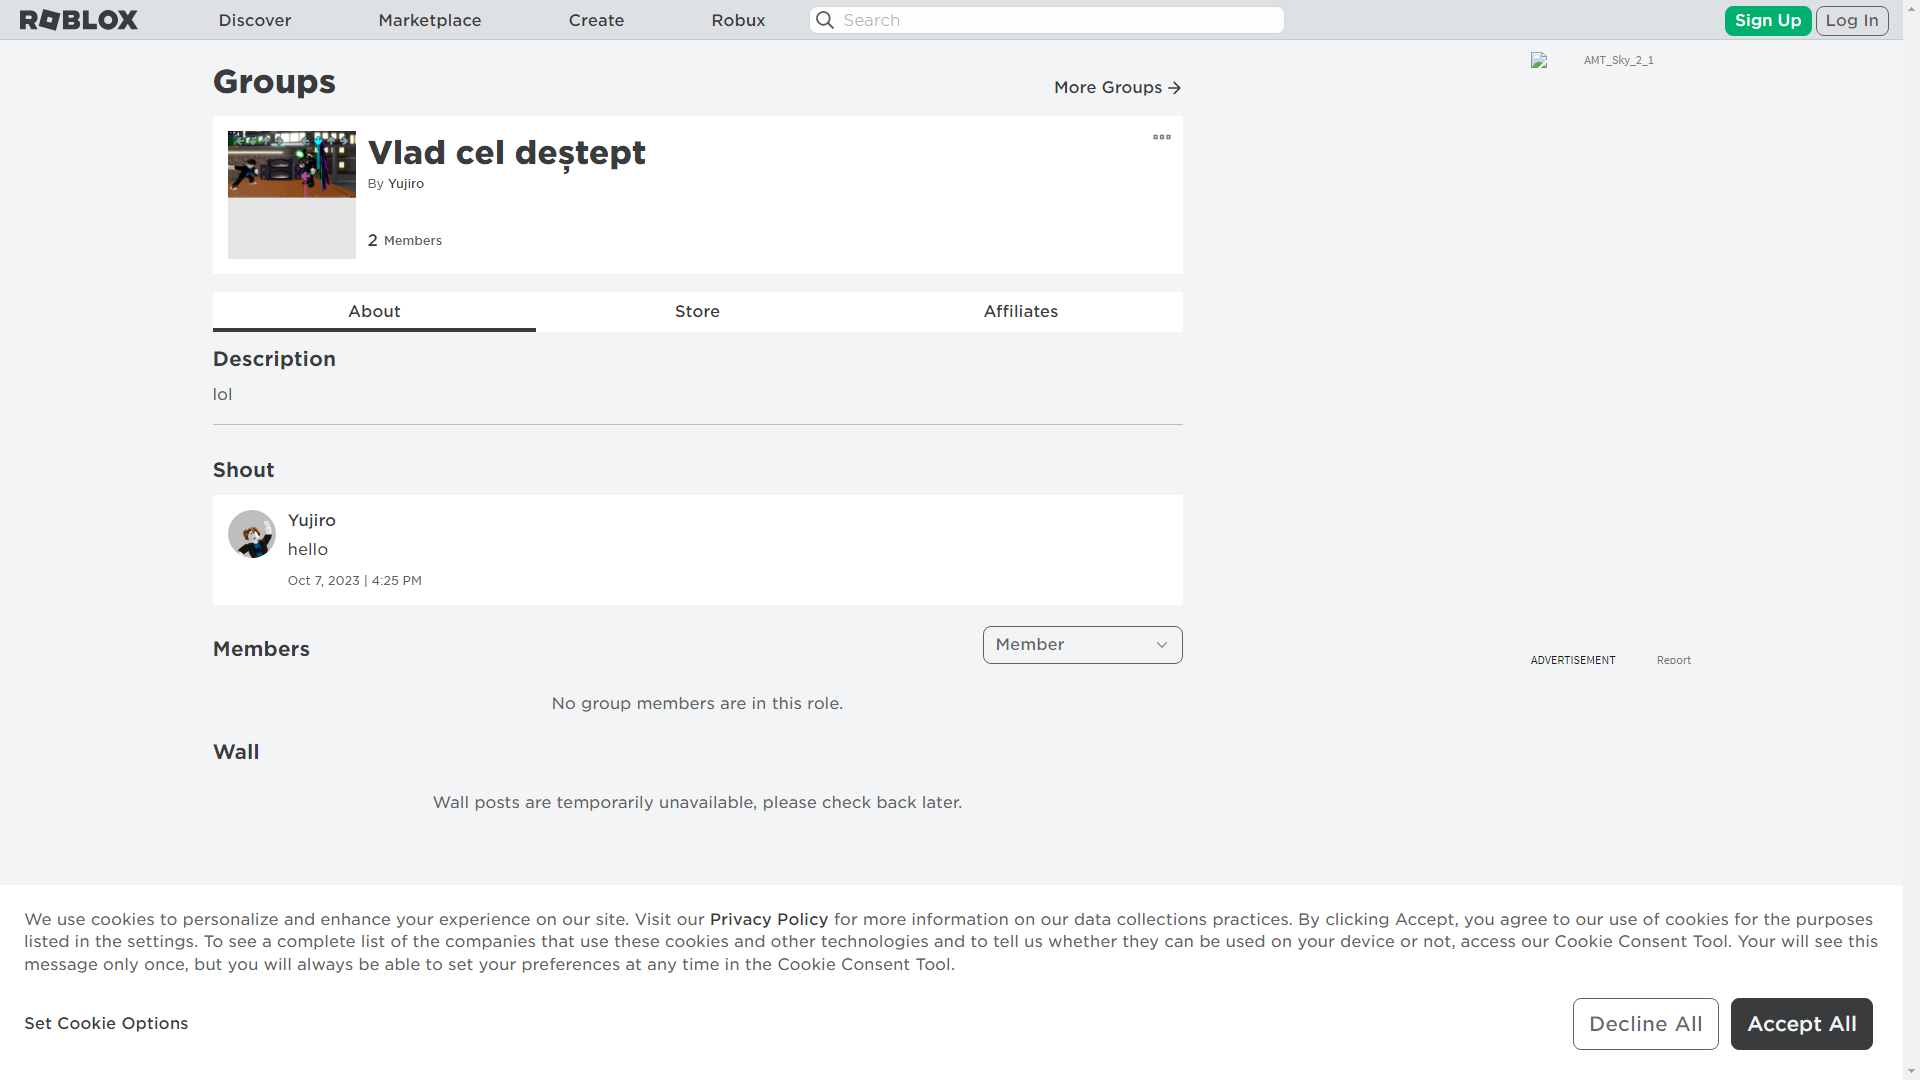 ROBLOX
Discover
Marketplace
Create
Robux
Search
Sign Up
Log In
Groups
More Groups
AMT_Sky_2_1
Vlad cel deștept
By Yujiro
2 Members
About
Store
Affiliates
Description
lol
Shout
Yujiro
hello
Oct 7, 2023 | 4:25 PM
Members
Member
No group members are in this role.
ADVERTISEMENT
Report
Wall
Wall posts are temporarily unavailable, please check back later.
We use cookies to personalize and enhance your experience on our site. Visit our Privacy Policy for more information on our data collections practices. By clicking Accept, you agree to our use of cookies for the purposes
listed in the settings. To see a complete list of the companies that use these cookies and other technologies and to tell us whether they can be used on your device or not, access our Cookie Consent Tool. Your will see this
message only once, but you will always be able to set your preferences at any time in the Cookie Consent Tool.
Set Cookie Options
Decline All
Accept All